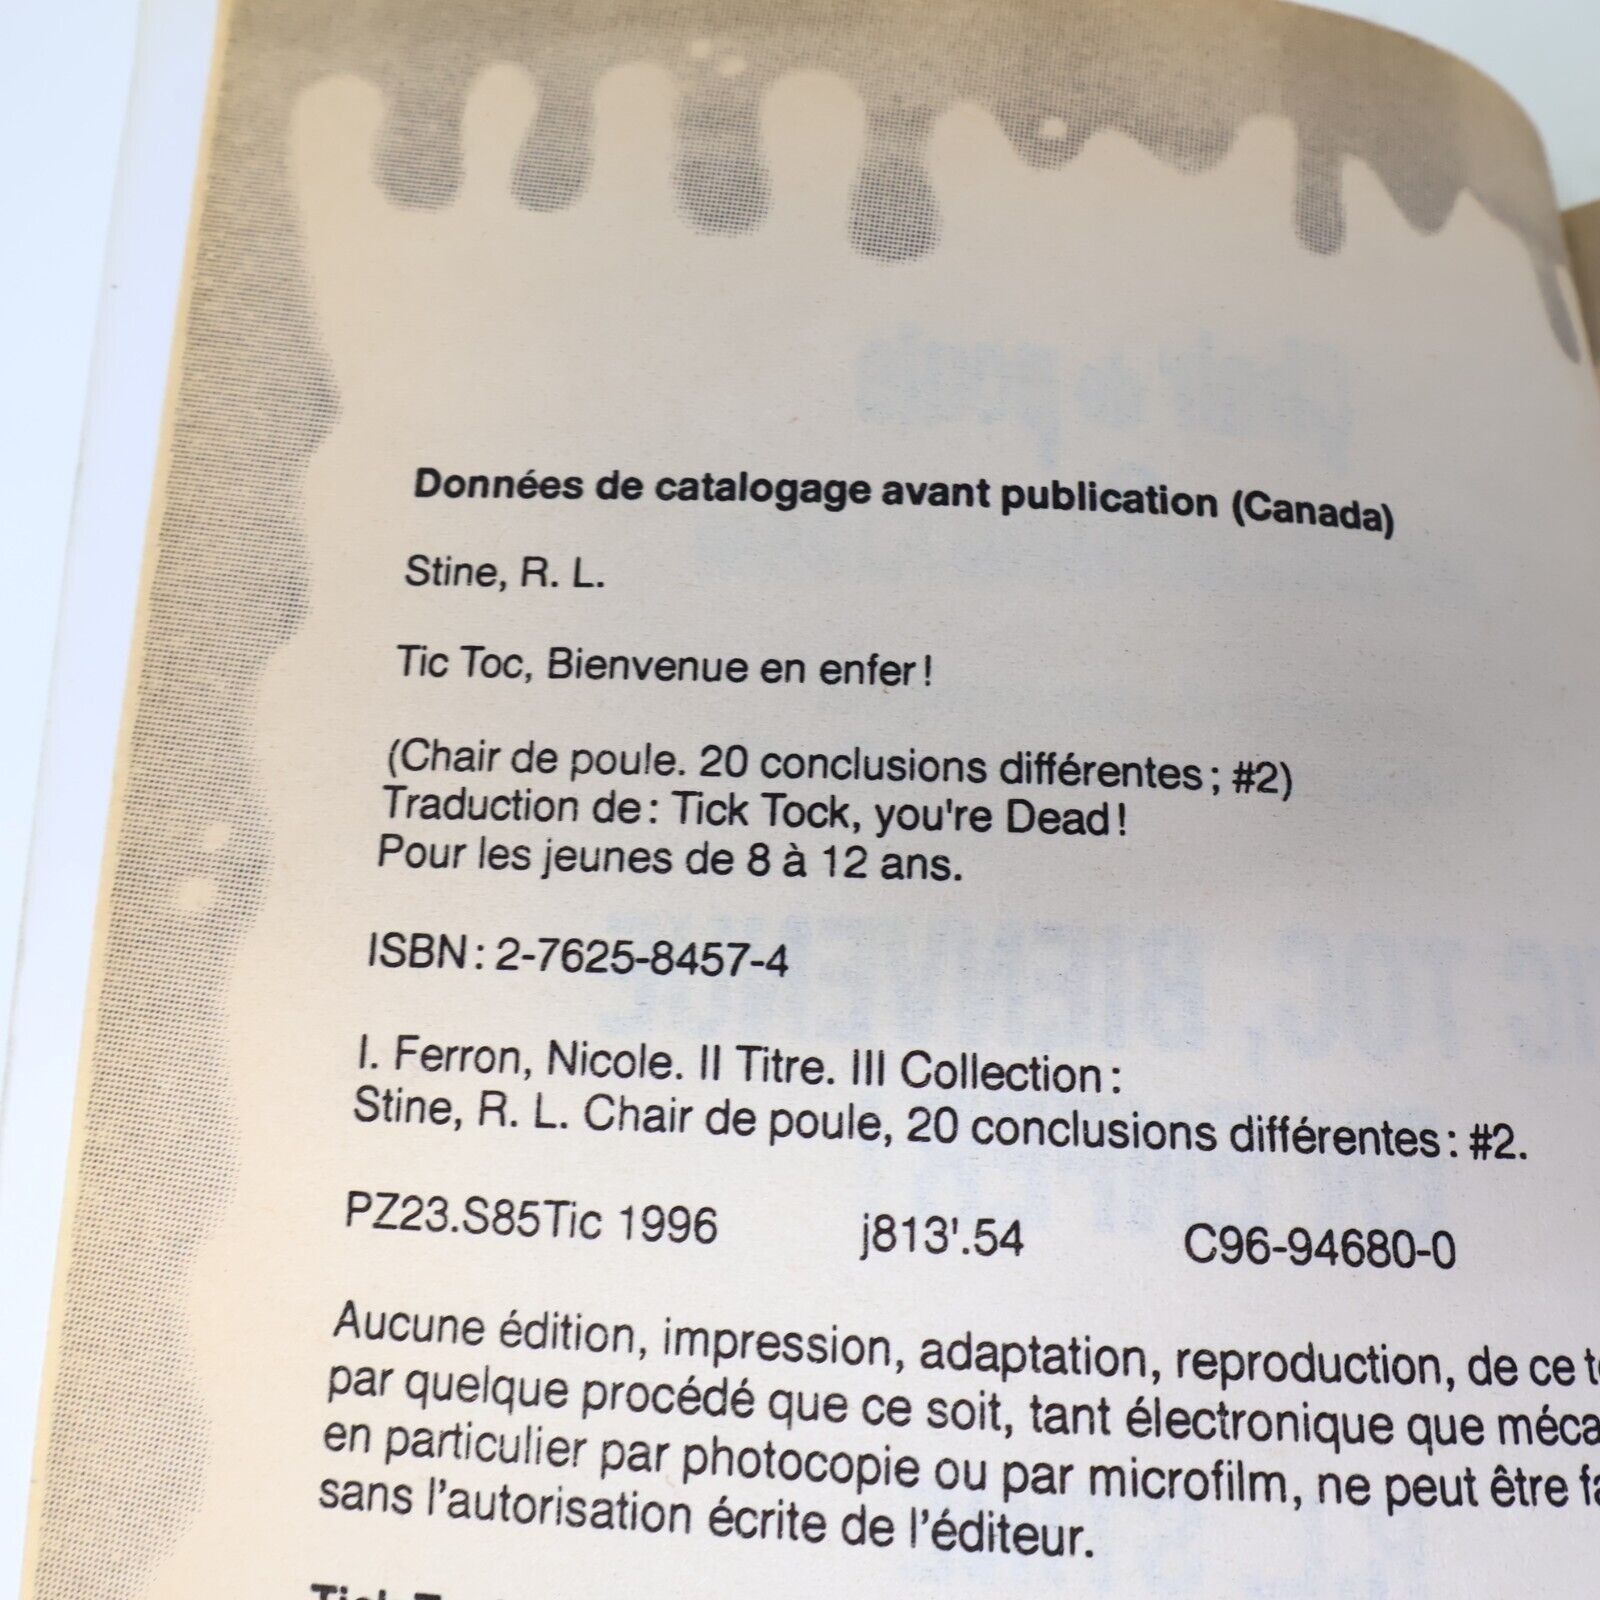 Données de catalogage avant publication (Canada)
Stine, R. L.
Tic Toc, Bienvenue en enfer !
(Chair de poule. 20 conclusions différentes ; #2)
Traduction de : Tick Tock, you're Dead !
Pour les jeunes de 8 à 12 ans.
ISBN : 2-7625-8457-4
I. Ferron, Nicole. II Titre. III Collection :
Stine, R. L. Chair de poule, 20 conclusions différentes : #2.
PZ23.S85Tic 1996 j813'.54 C96-94680-0
Aucune édition, impression, adaptation, reproduction, de ce
par quelque procédé que ce soit, tant électronique que
en particulier par photocopie ou par microfilm, ne peut être
sans l'autorisation écrite de l'éditeur.